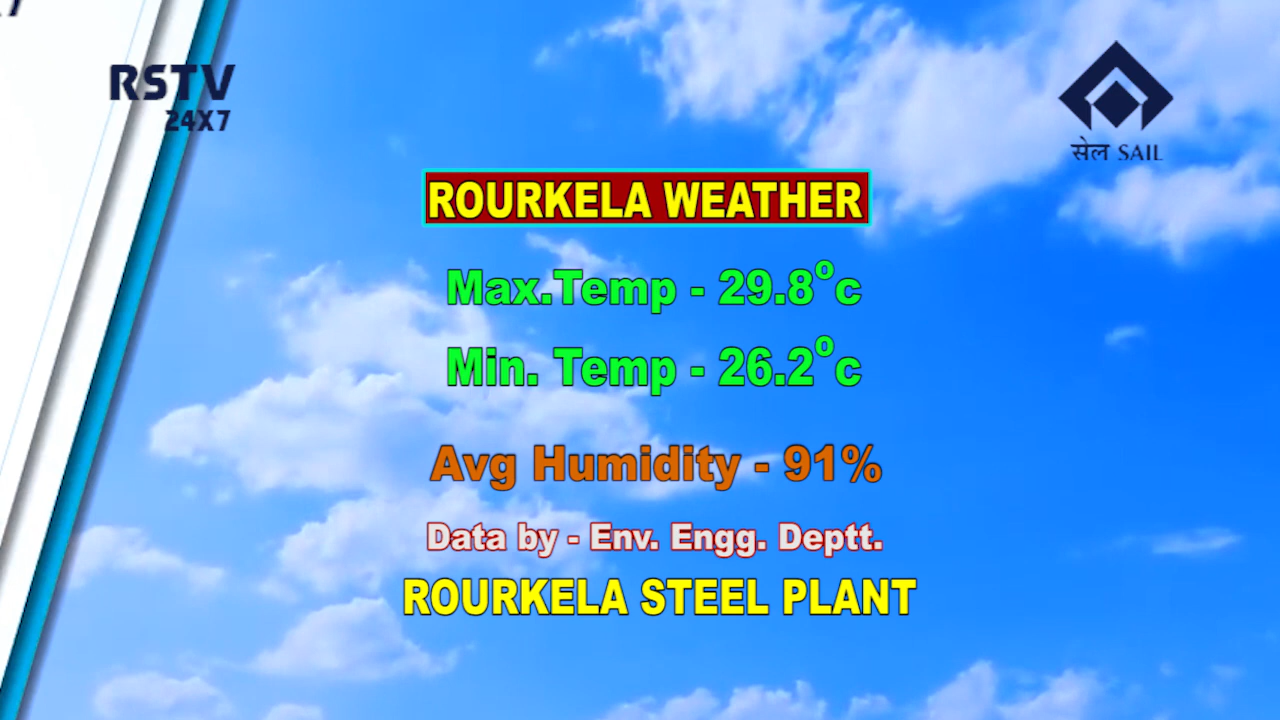 RSTV
24X7
सेल SAIL
ROURKELA WEATHER
Max.Temp - 29.8°c
Min. Temp - 26.2°c
Avg Humidity - 91%
Data by - Env. Engg. Deptt.
ROURKELA STEEL PLANT